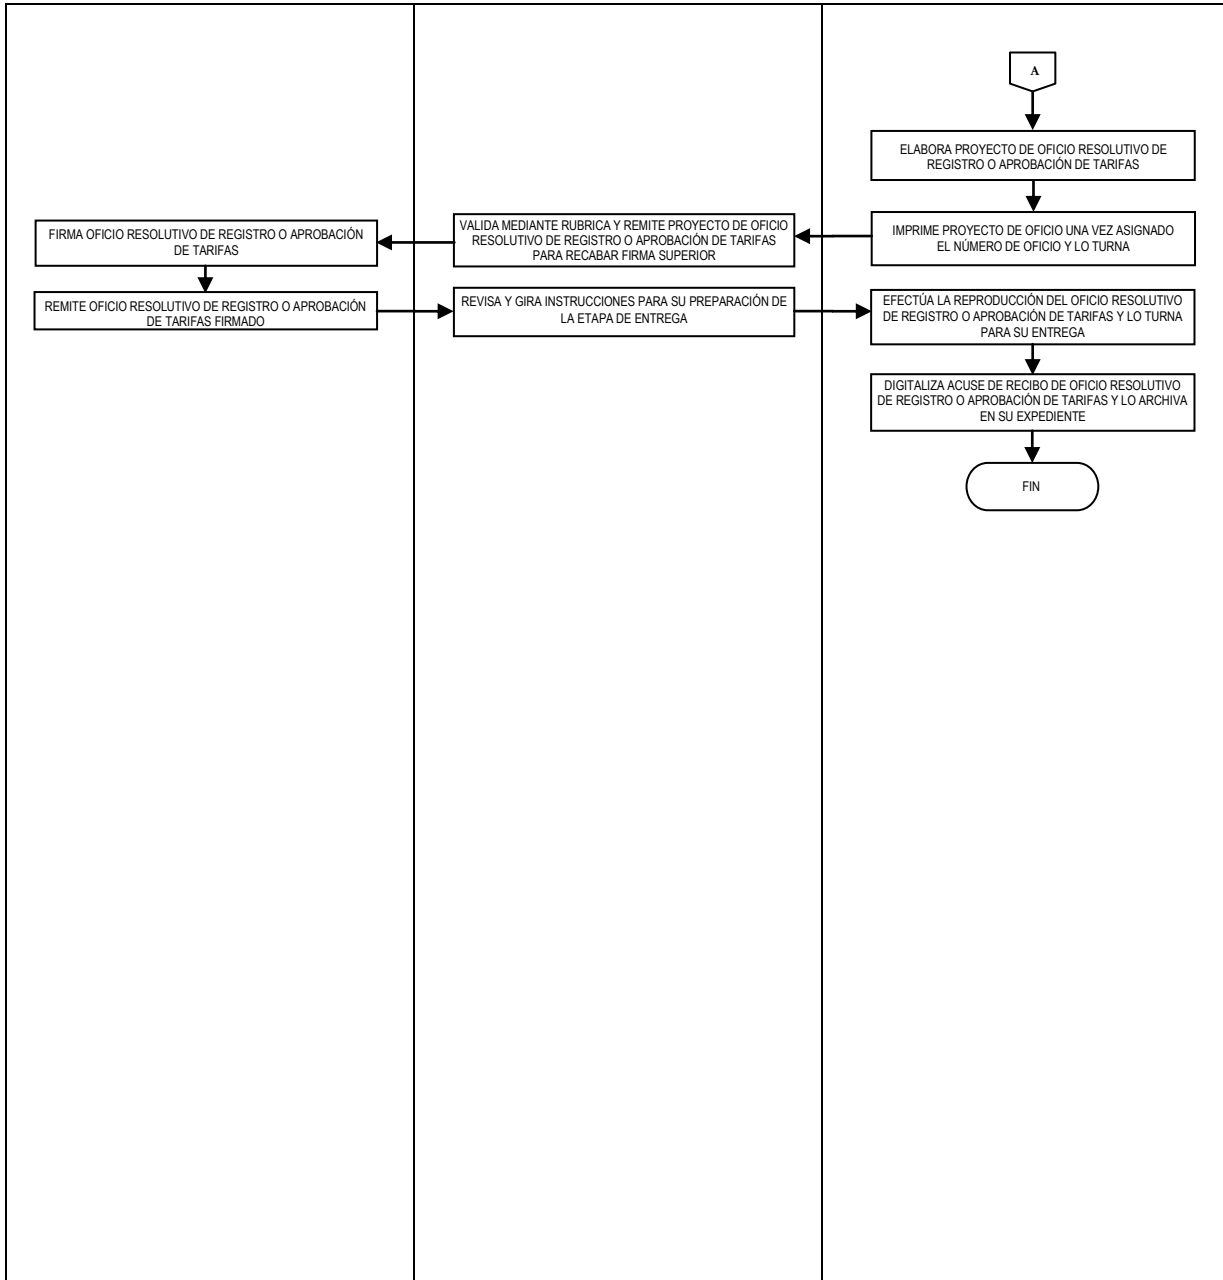 A
ELABORA PROYECTO DE OFICIO RESOLUTIVO DE
REGISTRO O APROBACIÓN DE TARIFAS
IMPRIME PROYECTO DE OFICIO UNA VEZ ASIGNADO
EL NÚMERO DE OFICIO Y LO TURNA
VALIDA MEDIANTE RUBRICA Y REMITE PROYECTO DE OFICIO
RESOLUTIVO DE REGISTRO O APROBACIÓN DE TARIFAS
PARA RECABAR FIRMA SUPERIOR
FIRMA OFICIO RESOLUTIVO DE REGISTRO O APROBACIÓN
DE TARIFAS
REMITE OFICIO RESOLUTIVO DE REGISTRO O APROBACIÓN
DE TARIFAS FIRMADO
REVISA Y GIRA INSTRUCCIONES PARA SU PREPARACIÓN DE
LA ETAPA DE ENTREGA
EFECTÚA LA REPRODUCCIÓN DEL OFICIO RESOLUTIVO
DE REGISTRO O APROBACIÓN DE TARIFAS Y LO TURNA
PARA SU ENTREGA
DIGITALIZA ACUSE DE RECIBO DE OFICIO RESOLUTIVO
DE REGISTRO O APROBACIÓN DE TARIFAS Y LO ARCHIVA
EN SU EXPEDIENTE
FIN